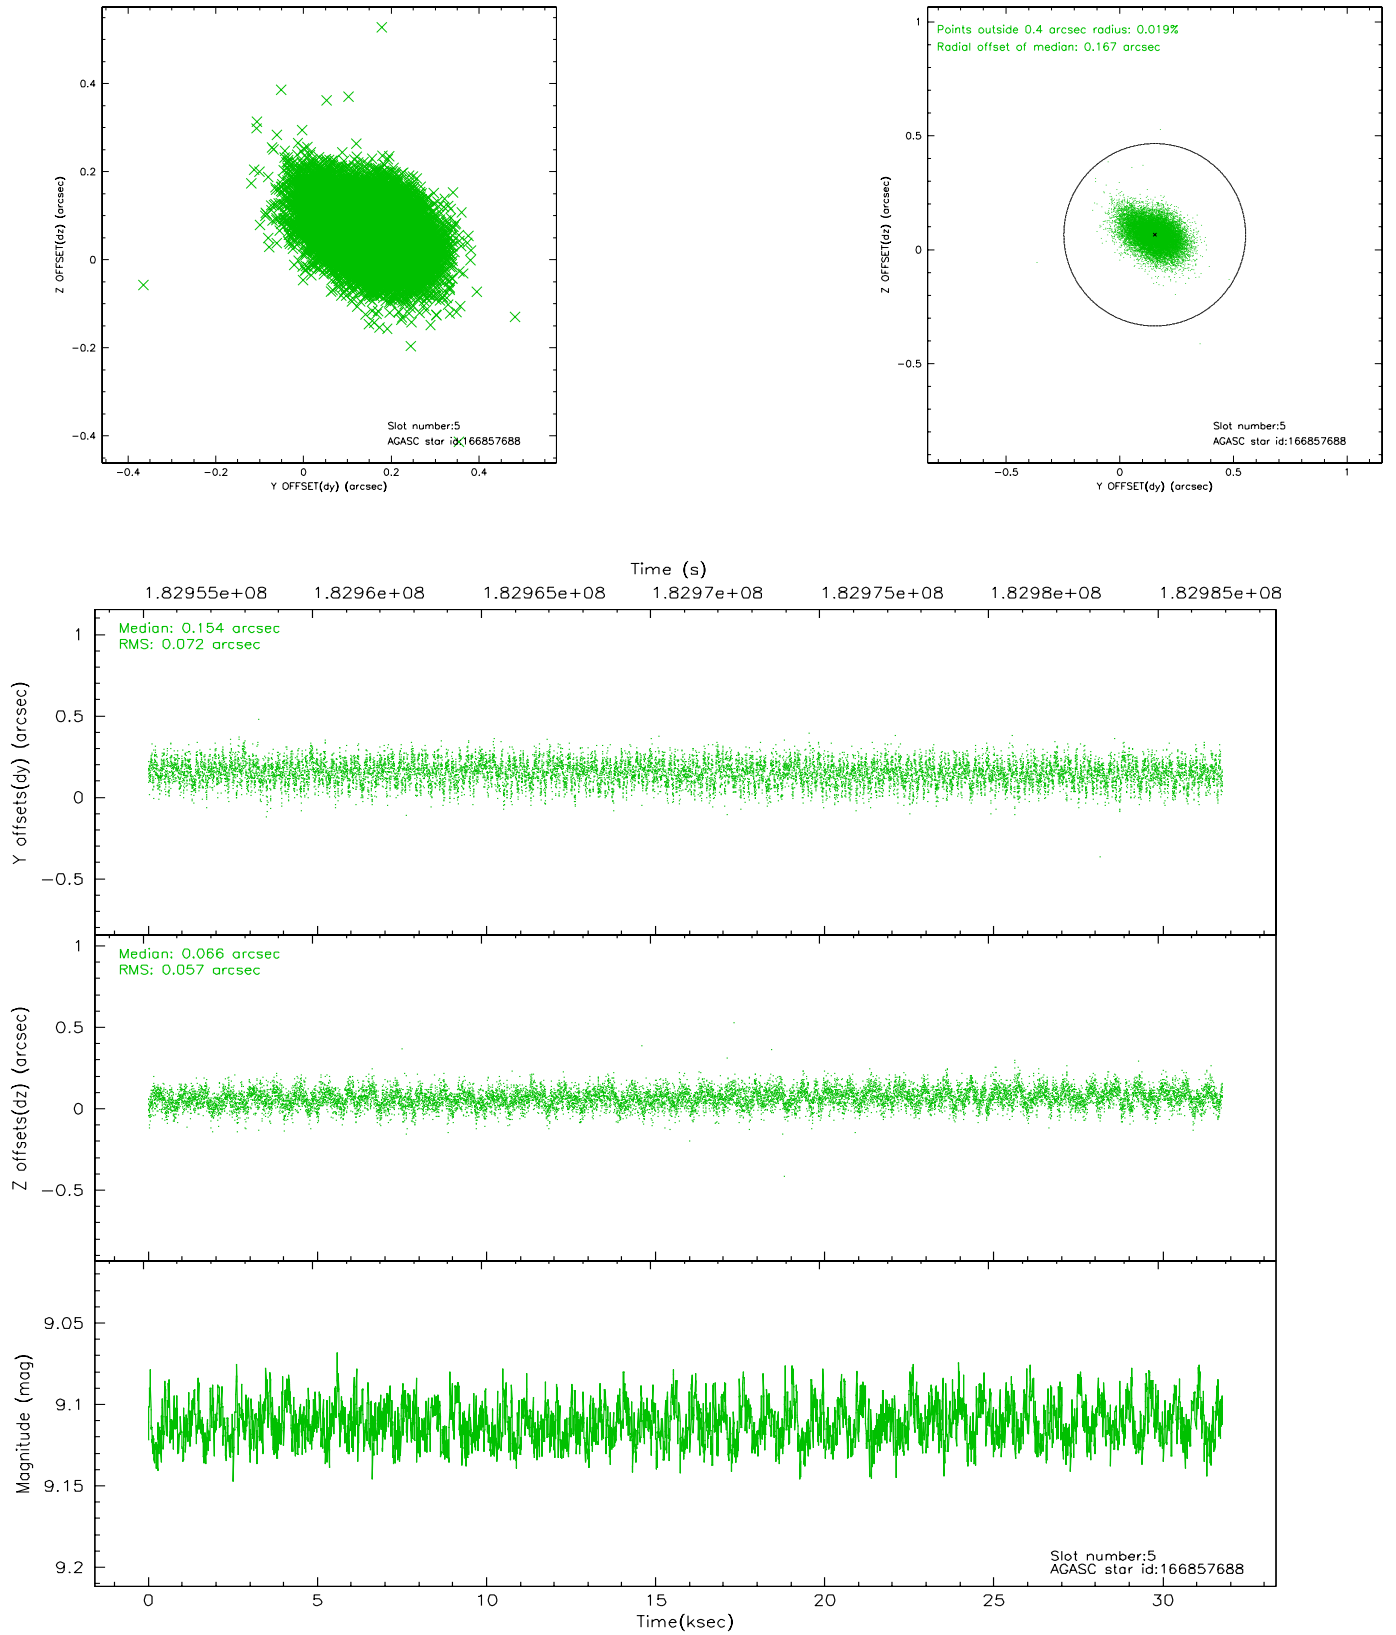 0.4
0.2
0
−0.2
−0.4
Z OFFSET(dz) (arcsec)
Slot number:5
AGASC star id:166857688
−0.4
−0.2
0
0.2
0.4
Y OFFSET(dy) (arcsec)
Points outside 0.4 arcsec radius: 0.019%
Radial offset of median: 0.167 arcsec
1
0.5
0
−0.5
Z OFFSET(dz) (arcsec)
Slot number:5
AGASC star id:166857688
−0.5
0
0.5
1
Y OFFSET(dy) (arcsec)
Time (s)
1.82955e+08
1.8296e+08
1.82965e+08
1.8297e+08
1.82975e+08
1.8298e+08
1.82985e+08
Median: 0.154 arcsec
RMS: 0.072 arcsec
1
0.5
0
−0.5
Y offsets(dy) (arcsec)
Median: 0.066 arcsec
RMS: 0.057 arcsec
1
0.5
0
−0.5
Z offsets(dz) (arcsec)
9.05
9.1
9.15
9.2
Magnitude (mag)
Slot number:5
AGASC star id:166857688
0
5
10
15
20
25
30
Time(ksec)